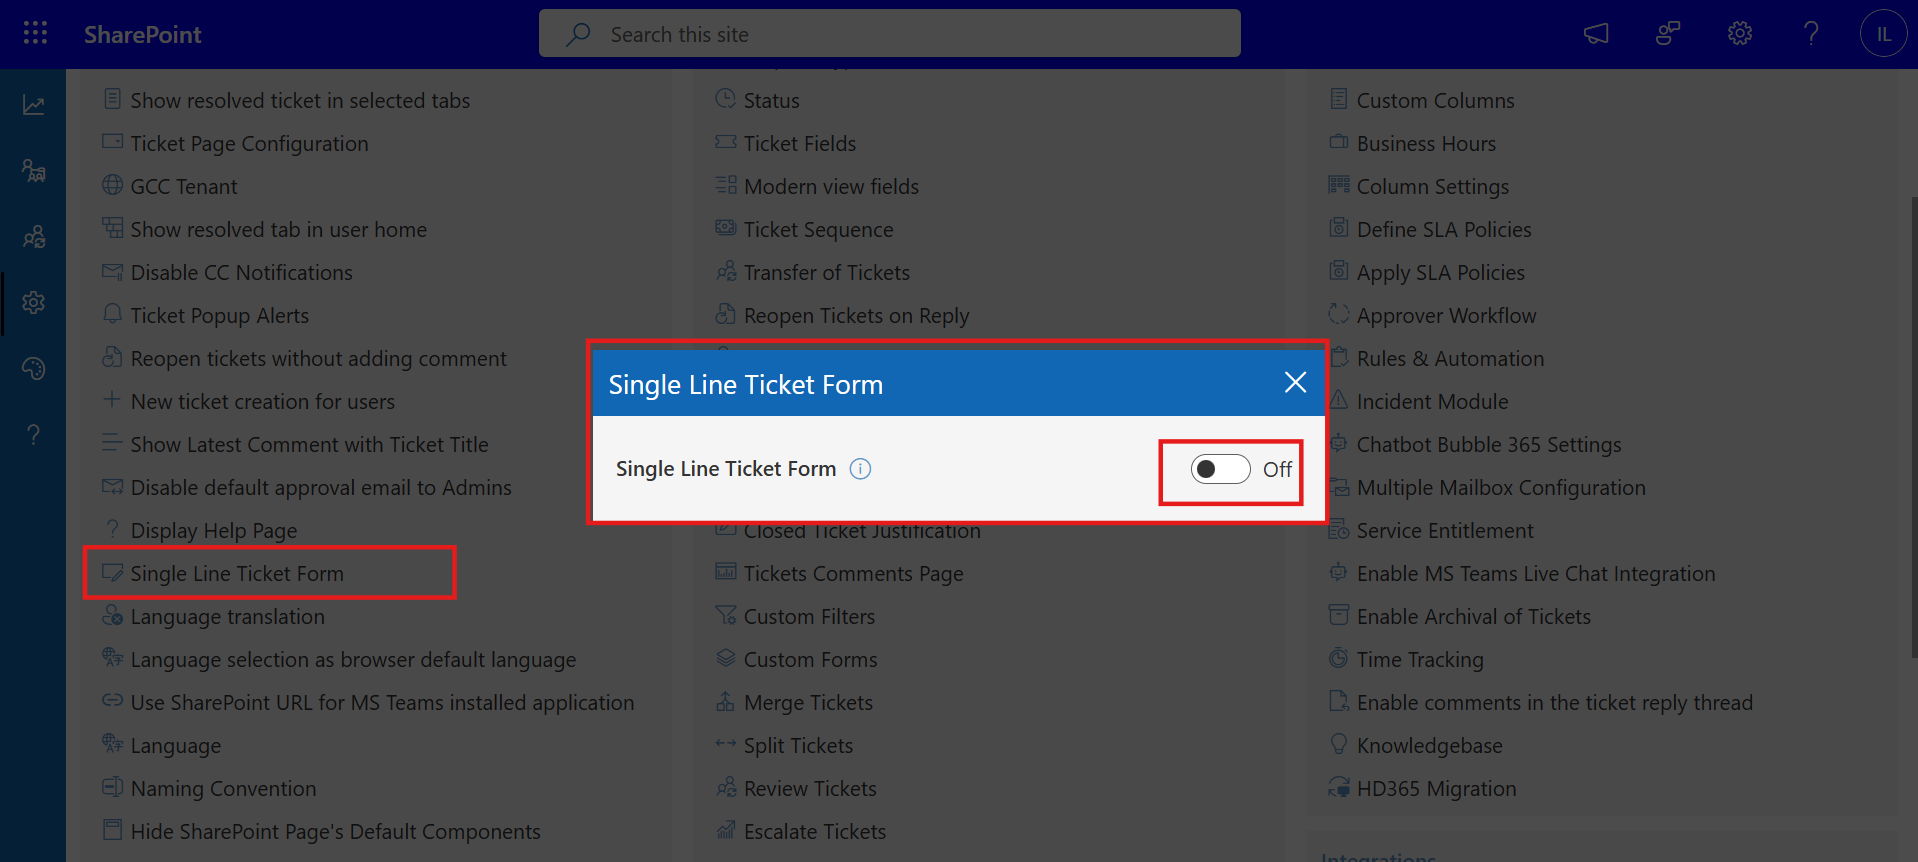 SharePoint
Search this site
IL
Show resolved ticket in selected tabs
Ticket Page Configuration
GCC Tenant
Show resolved tab in user home
Disable CC Notifications
Ticket Popup Alerts
Reopen tickets without adding comment
New ticket creation for users
Show Latest Comment with Ticket Title
Disable default approval email to Admins
Display Help Page
Single Line Ticket Form
Language translation
Language selection as browser default language
Use SharePoint URL for MS Teams installed application
Language
Naming Convention
Hide SharePoint Page's Default Components
Status
Ticket Fields
Modern view fields
Ticket Sequence
Transfer of Tickets
Reopen Tickets on Reply
Single Line Ticket Form
Single Line Ticket Form
Off
Closed Ticket Justification
Tickets Comments Page
Custom Filters
Custom Forms
Merge Tickets
Split Tickets
Review Tickets
Escalate Tickets
Custom Columns
Business Hours
Column Settings
Define SLA Policies
Apply SLA Policies
Approver Workflow
Rules & Automation
Incident Module
Chatbot Bubble 365 Settings
Multiple Mailbox Configuration
Service Entitlement
Enable MS Teams Live Chat Integration
Enable Archival of Tickets
Time Tracking
Enable comments in the ticket reply thread
Knowledgebase
HD365 Migration
Integrations